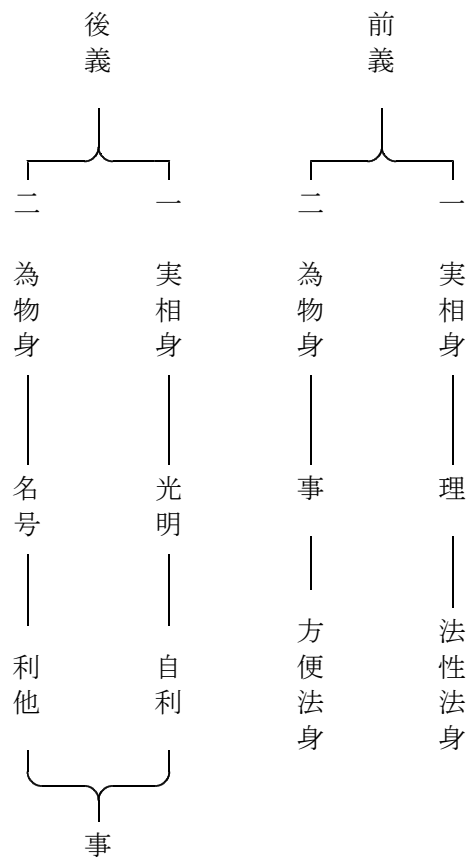 前義
一 実相身
理
法性法身
二 為物身
事
方便法身
後義
一 実相身
光明
自利
二 為物身
名号
利他
事